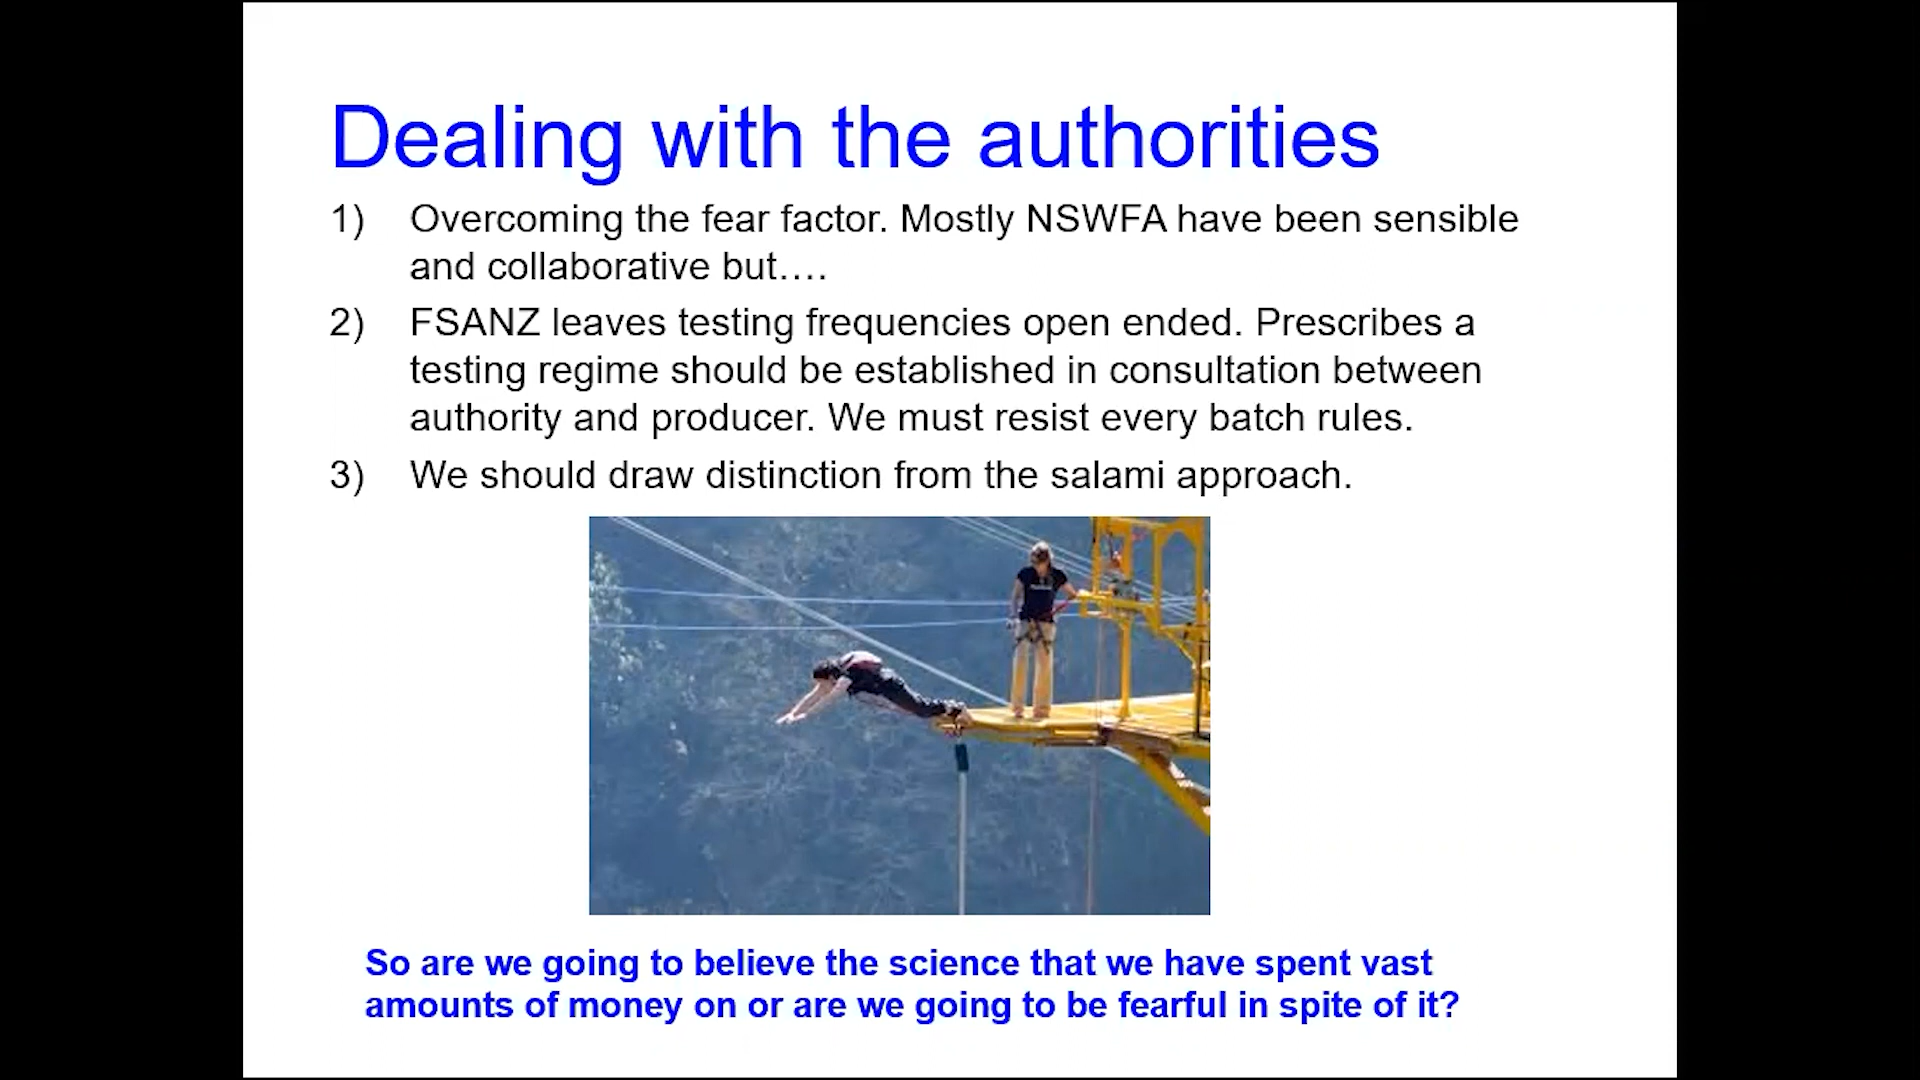 Dealing with the authorities
1) Overcoming the fear factor. Mostly NSWFA have been sensible
and collaborative but….
2) FSANZ leaves testing frequencies open ended. Prescribes a
testing regime should be established in consultation between
authority and producer. We must resist every batch rules.
3) We should draw distinction from the salami approach.
So are we going to believe the science that we have spent vast
amounts of money on or are we going to be fearful in spite of it?